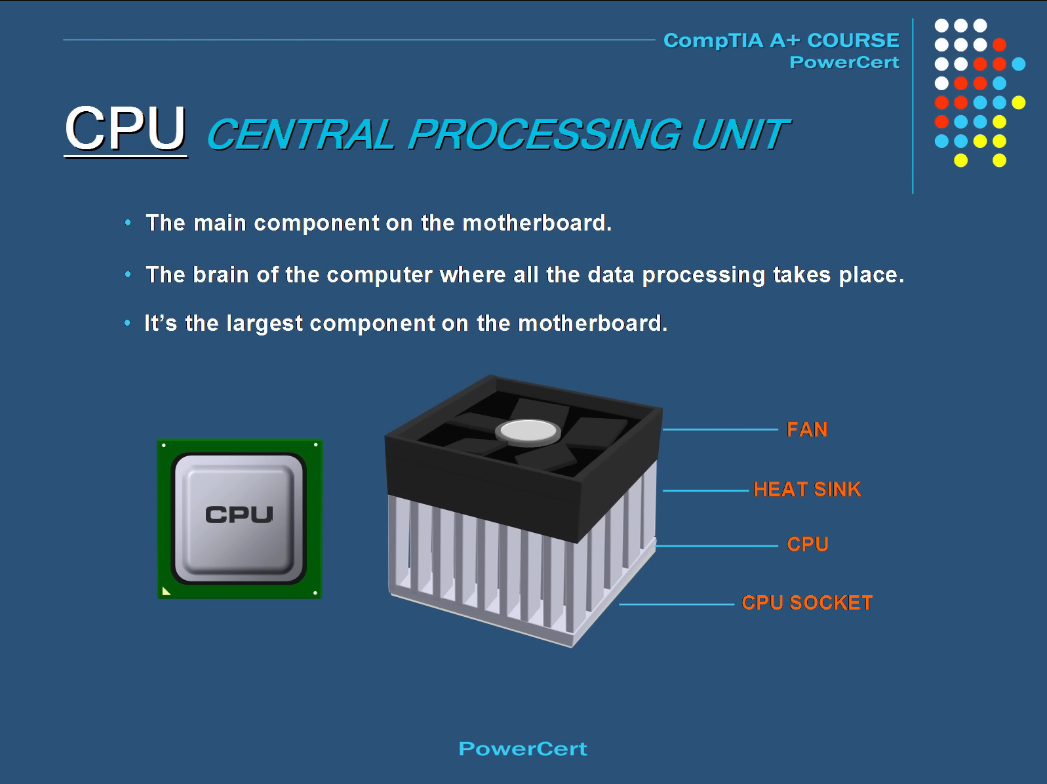 CompTIA A+ COURSE
PowerCert
CPU CENTRAL PROCESSING UNIT
• The main component on the motherboard.
• The brain of the computer where all the data processing takes place.
• It’s the largest component on the motherboard.
FAN
HEAT SINK
CPU
CPU
CPU SOCKET
PowerCert